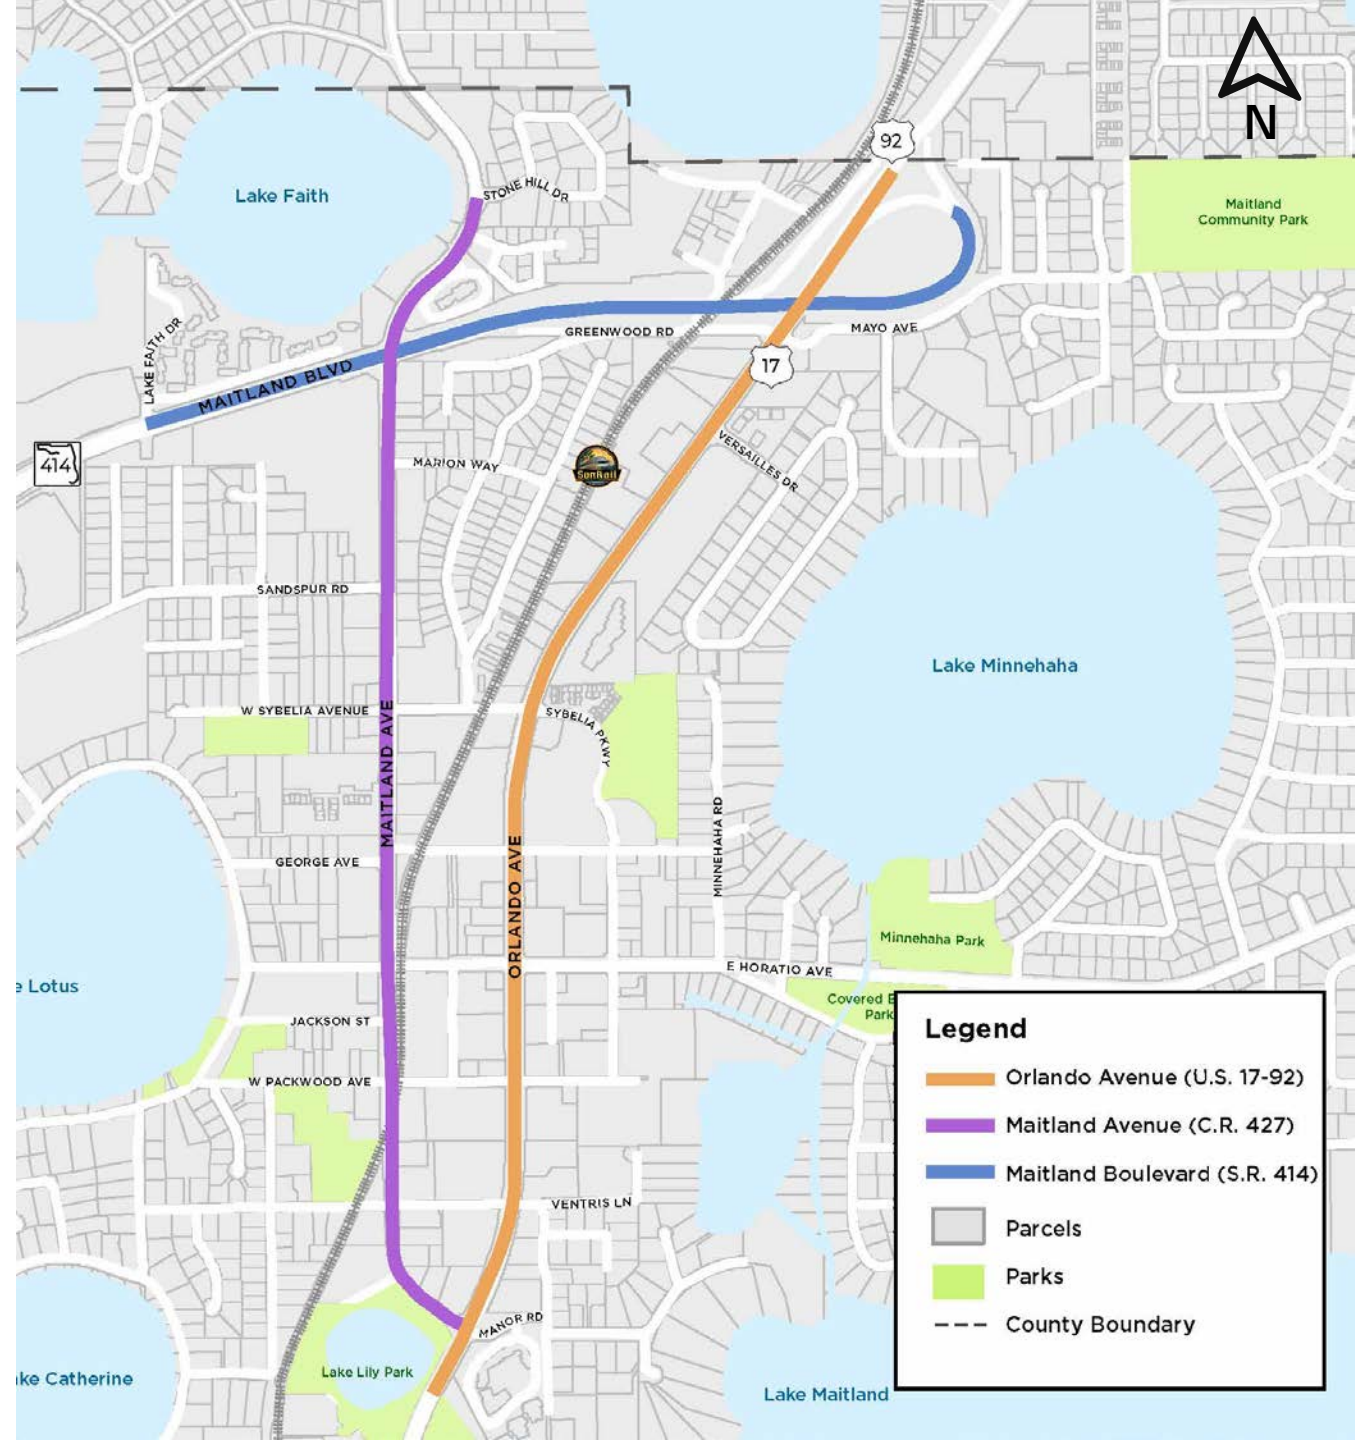 N
92
Lake Faith
STONE HILL DR
Maitland
Community Park
GREENWOOD RD
MAYO AVE
LAKE FAITH DR
17
MAITLAND BLVD
414
MARION WAY
VERSAILLES DR
SunRail
SANDSPUR RD
Lake Minnehaha
W SYBELIA AVENUE
SYBELIA PKWY
MAITLAND AVE
MINNEHAHA RD
GEORGE AVE
ORLANDO AVE
Minnehaha Park
E HORATIO AVE
e Lotus
Covered B
Park
JACKSON ST
W PACKWOOD AVE
VENTRIS LN
MANOR RD
Lake Lily Park
ke Catherine
Lake Maitland
Legend
Orlando Avenue (U.S. 17-92)
Maitland Avenue (C.R. 427)
Maitland Boulevard (S.R. 414)
Parcels
Parks
County Boundary